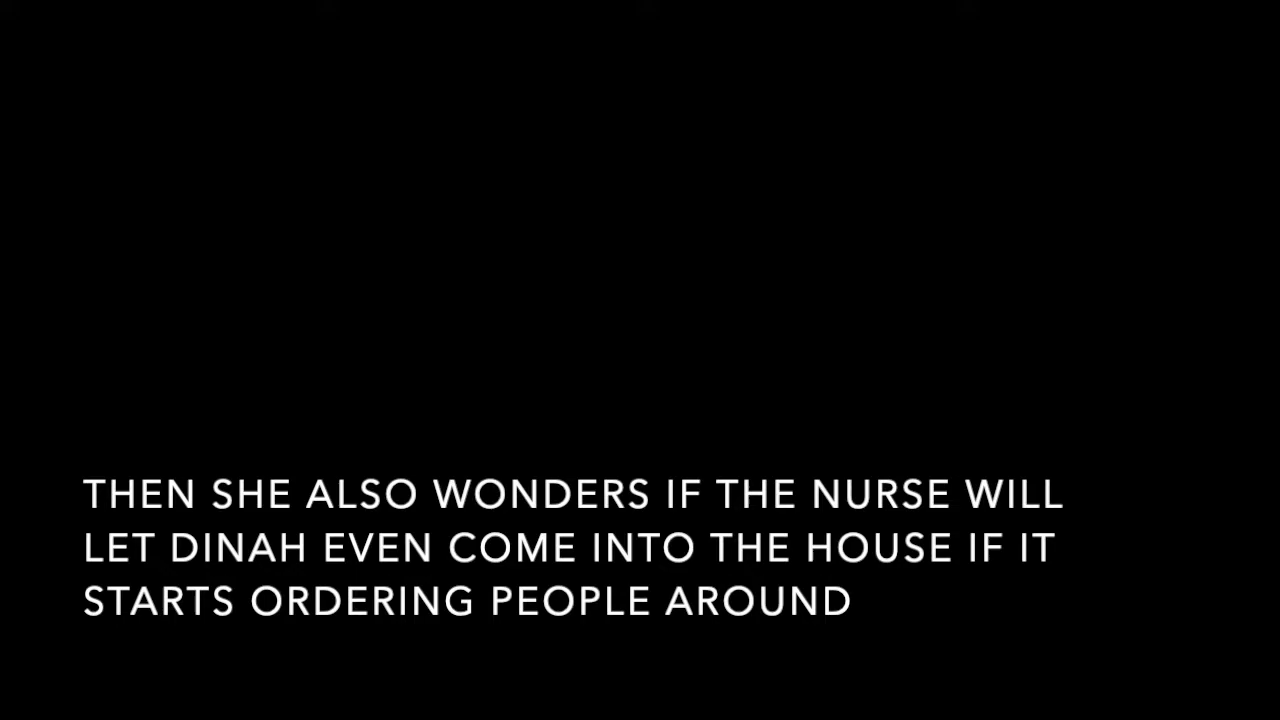 THEN SHE ALSO WONDERS IF THE NURSE WILL
LET DINAH EVEN COME INTO THE HOUSE IF IT
STARTS ORDERING PEOPLE AROUND